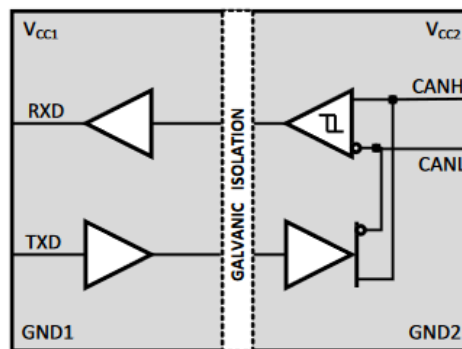 VCC1
VCC2
CANH
RXD
CANL
GALVANIC ISOLATION
TXD
GND1
GND2